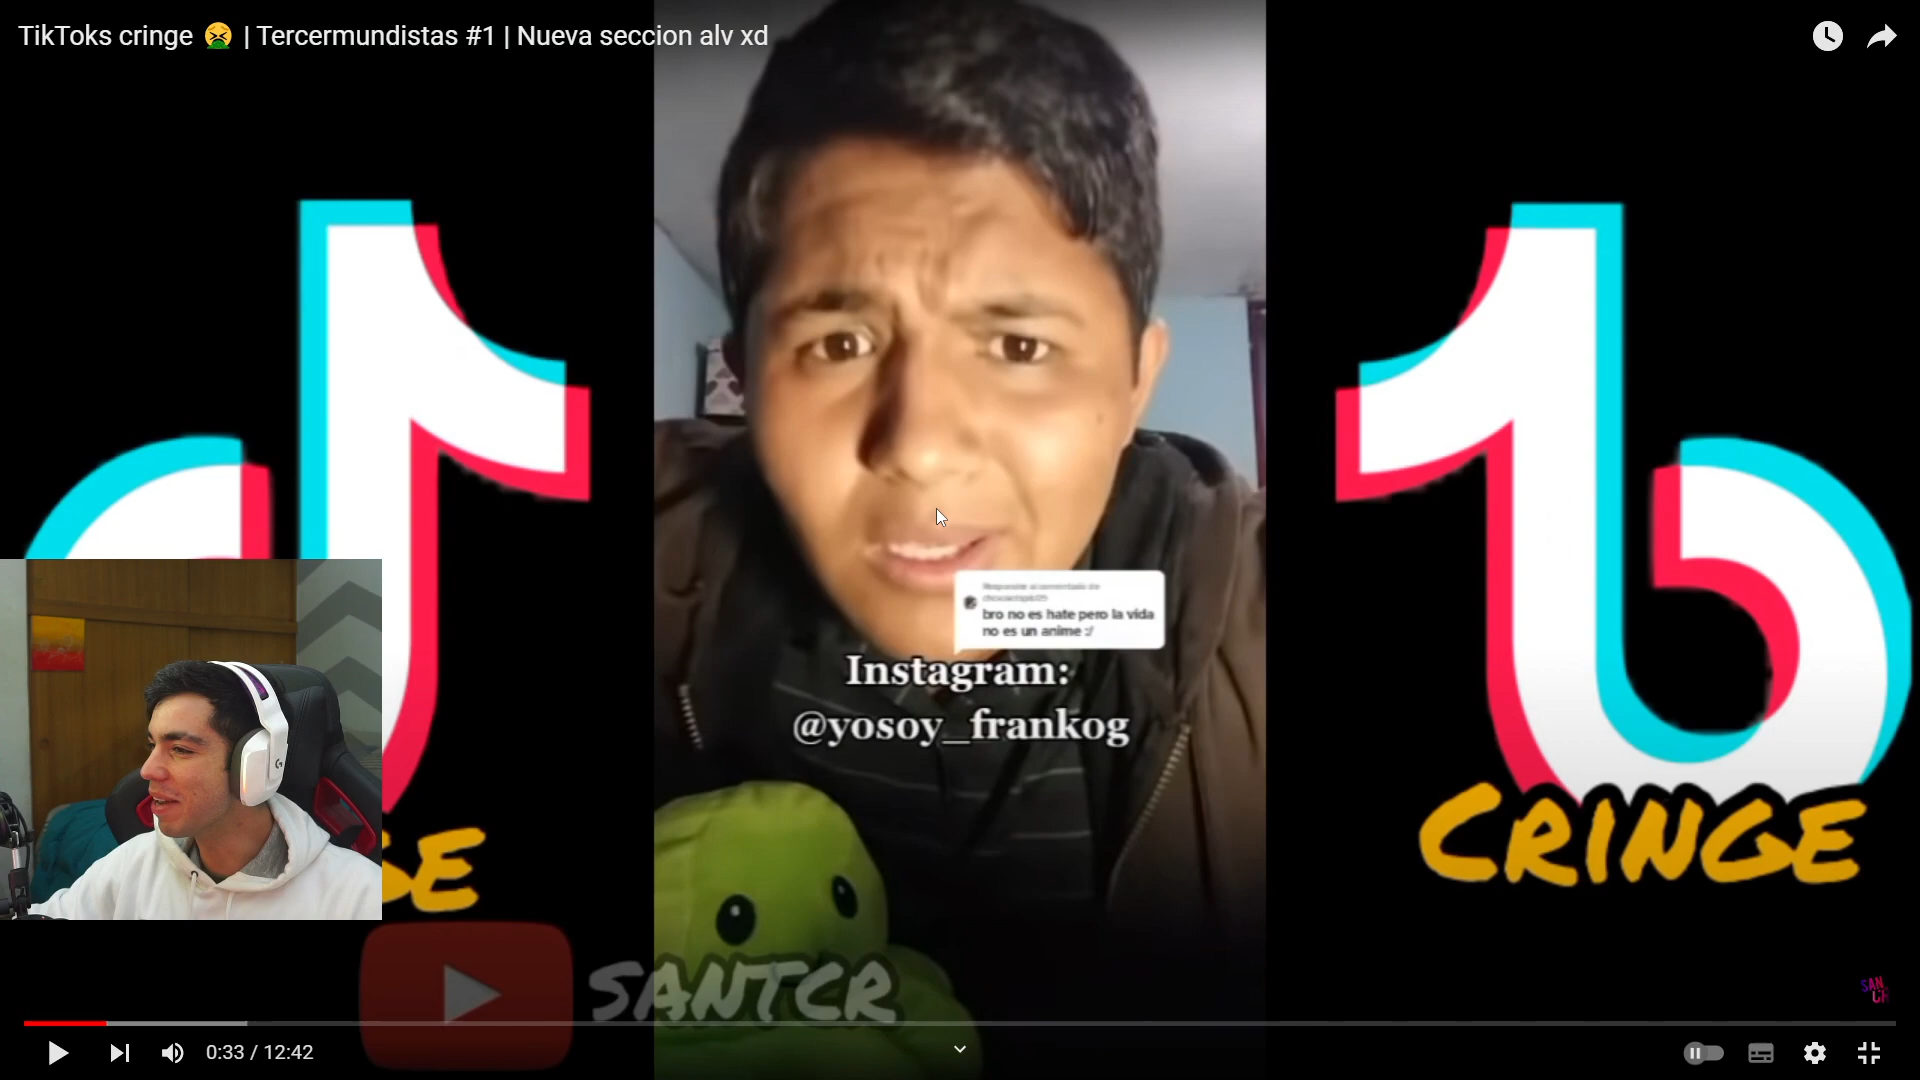 TikToks cringe 🤮 | Tercermundistas #1 | Nueva seccion alv xd
bro no es hate pero la vida
no es un anime :/
Instagram:
@yosoy_frankog
GE
CRINGE
SANTCR
0:33 / 12:42